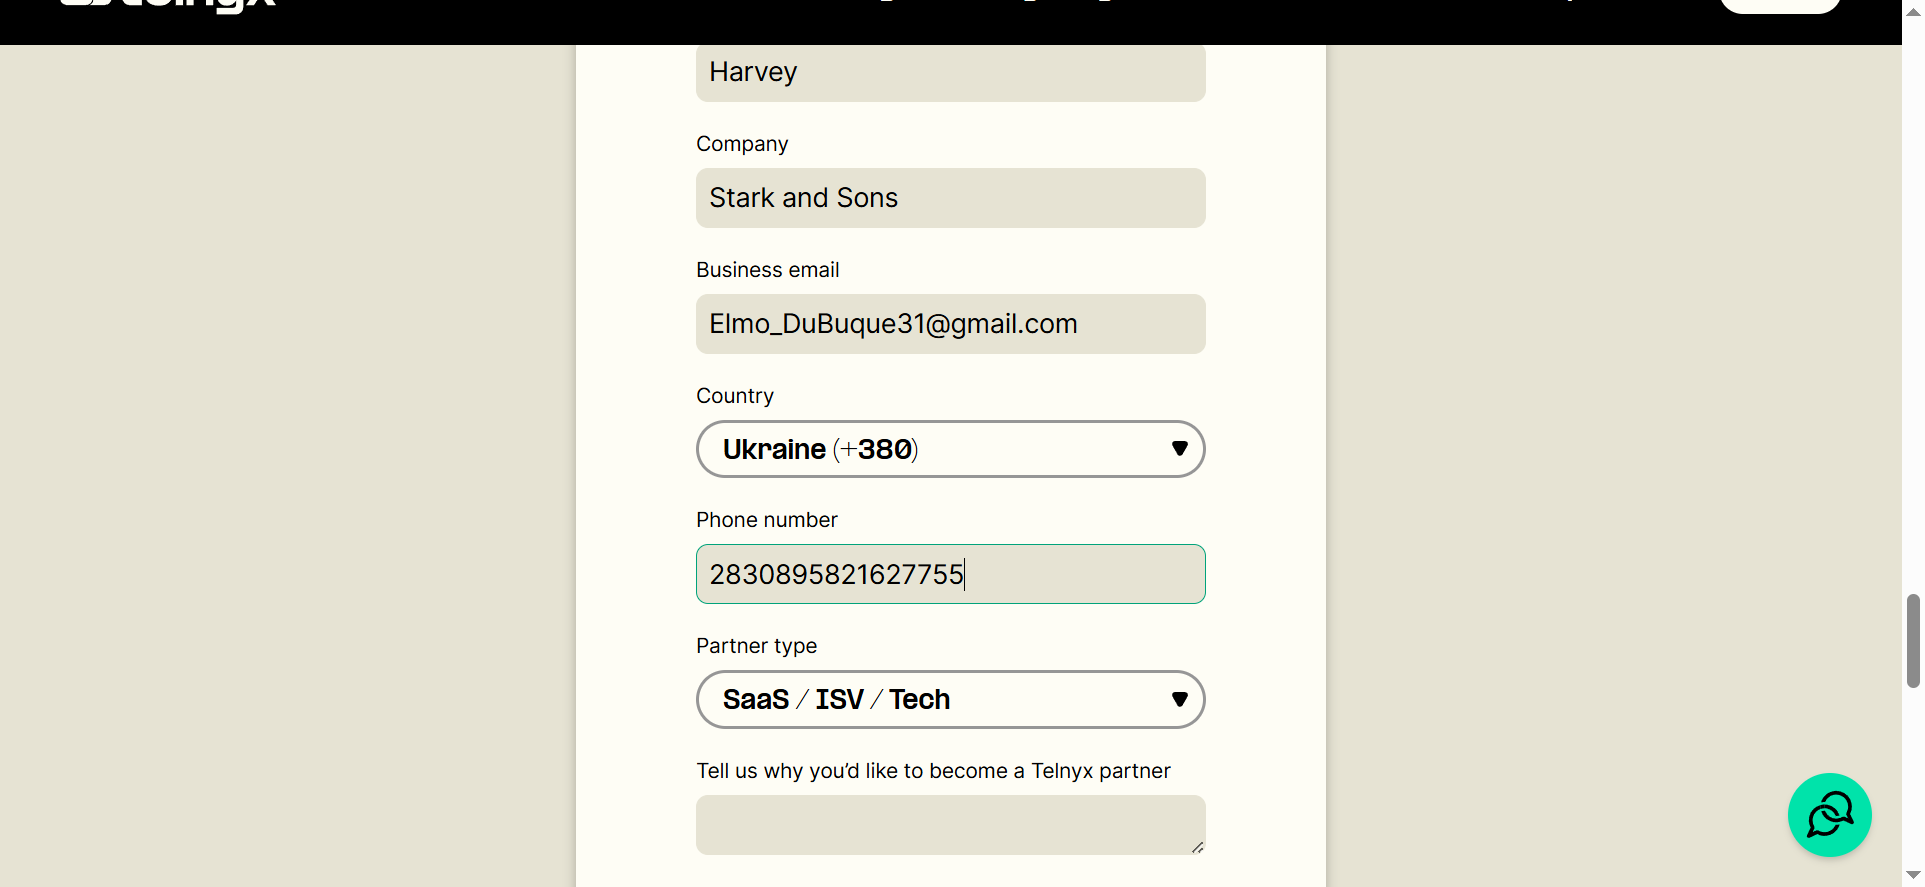 telnyx
Harvey
Company
Stark and Sons
Business email
Elmo_DuBuque31@gmail.com
Country
Ukraine (+380)
Phone number
2830895821627755
Partner type
SaaS / ISV / Tech
Tell us why you’d like to become a Telnyx partner